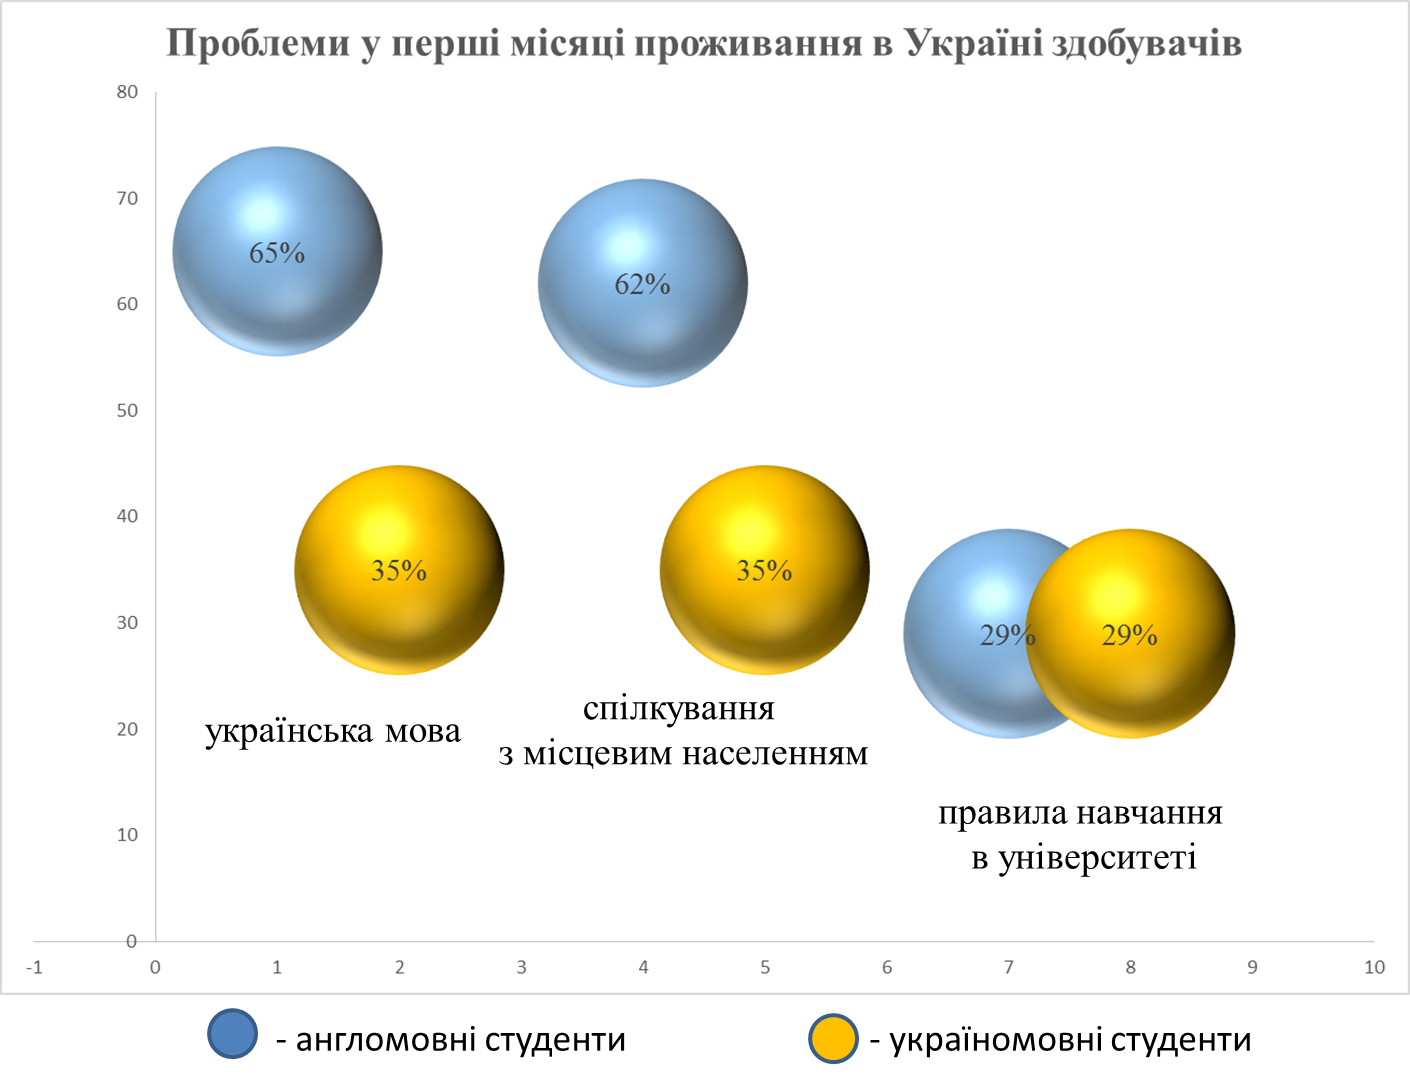 Проблеми у перші місяці проживання в Україні здобувачів
80
70
60
50
40
30
20
10
0
65%
62%
35%
35%
29%
29%
українська мова
спілкування
з місцевим населенням
правила навчання
в університеті
-1 0 1 2 3 4 5 6 7 8 9 10
- англомовні студенти
- україномовні студенти